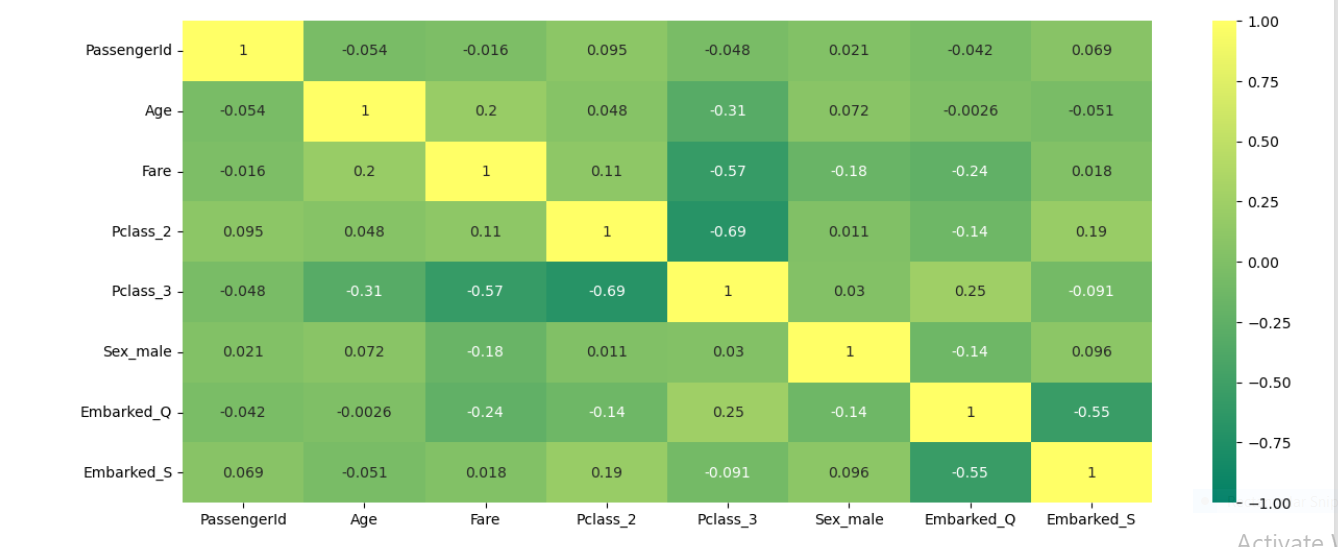 PassengerId 1 -0.054 -0.016 0.095 -0.048 0.021 -0.042 0.069
Age -0.054 1 0.2 0.048 -0.31 0.072 -0.0026 -0.051
Fare -0.016 0.2 1 0.11 -0.57 -0.18 -0.24 0.018
Pclass_2 0.095 0.048 0.11 1 -0.69 0.011 -0.14 0.19
Pclass_3 -0.048 -0.31 -0.57 -0.69 1 0.03 0.25 -0.091
Sex_male 0.021 0.072 -0.18 0.011 0.03 1 -0.14 0.096
Embarked_Q -0.042 -0.0026 -0.24 -0.14 0.25 -0.14 1 -0.55
Embarked_S 0.069 -0.051 0.018 0.19 -0.091 0.096 -0.55 1
PassengerId Age Fare Pclass_2 Pclass_3 Sex_male Embarked_Q Embarked_S
1.00
0.75
0.50
0.25
0.00
−0.25
−0.50
−0.75
−1.00
Activate